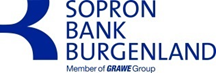 SOPRON
BANK
BURGENLAND
Member of GRAWE Group